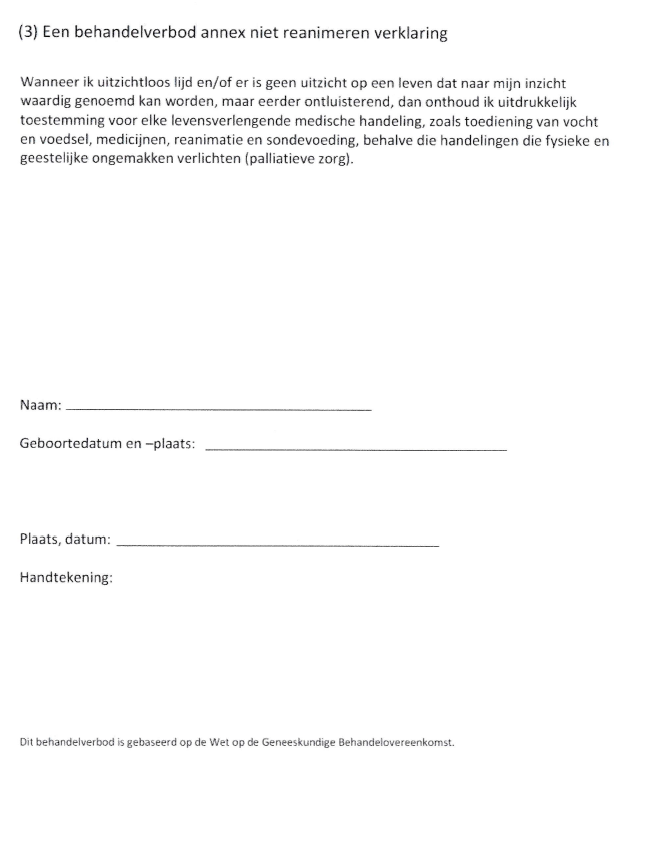 (3) Een behandelverbod annex niet reanimeren verklaring
Wanneer ik uitzichtloos lijd en/of er is geen uitzicht op een leven dat naar mijn inzicht
waardig genoemd kan worden, maar eerder ontluisterend, dan onthoud ik uitdrukkelijk
toestemming voor elke levensverlengende medische handeling, zoals toediening van vocht
en voedsel, medicijnen, reanimatie en sondevoeding, behalve die handelingen die fysieke en
geestelijke ongemakken verlichten (palliatieve zorg).
Naam:
Geboortedatum en –plaats:
Plaats, datum:
Handtekening:
Dit behandelverbod is gebaseerd op de Wet op de Geneeskundige Behandelovereenkomst.